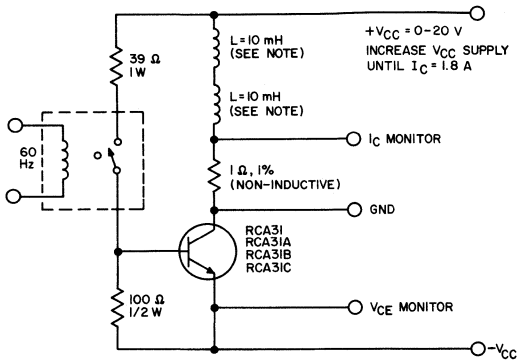 +VCC = 0–20 V
INCREASE VCC SUPPLY
UNTIL IC = 1.8 A
39 Ω
1 W
L = 10 mH
(SEE NOTE)
L = 10 mH
(SEE NOTE)
IC MONITOR
60
Hz
1 Ω, 1%
(NON-INDUCTIVE)
GND
RCA31
RCA31A
RCA31B
RCA31C
100 Ω
1/2 W
VCE MONITOR
–VCC